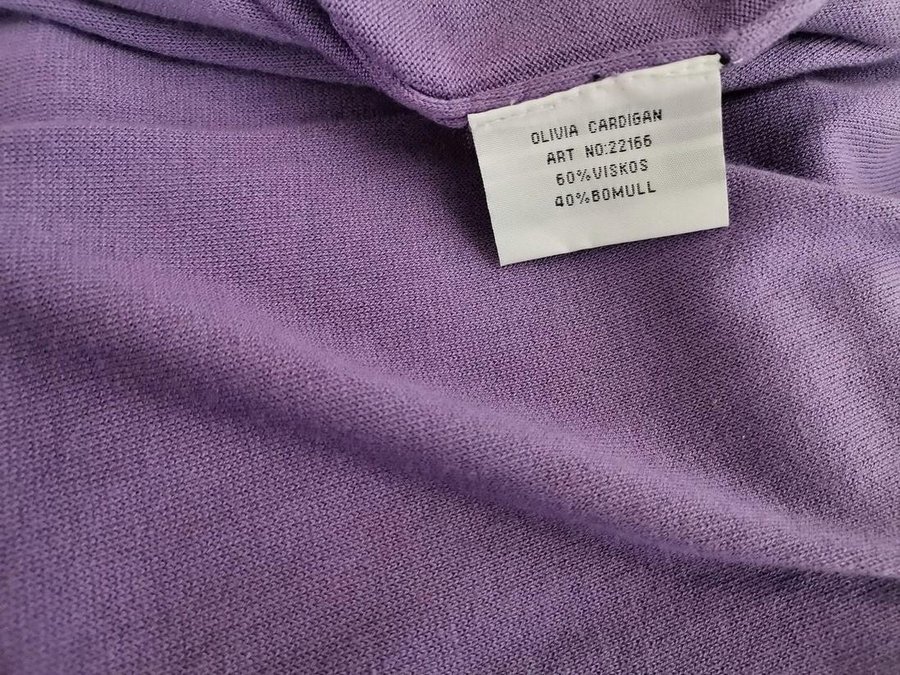 OLIVIA CARDIGAN
ART NO:22166
60%VISKOS
40%BOMULL